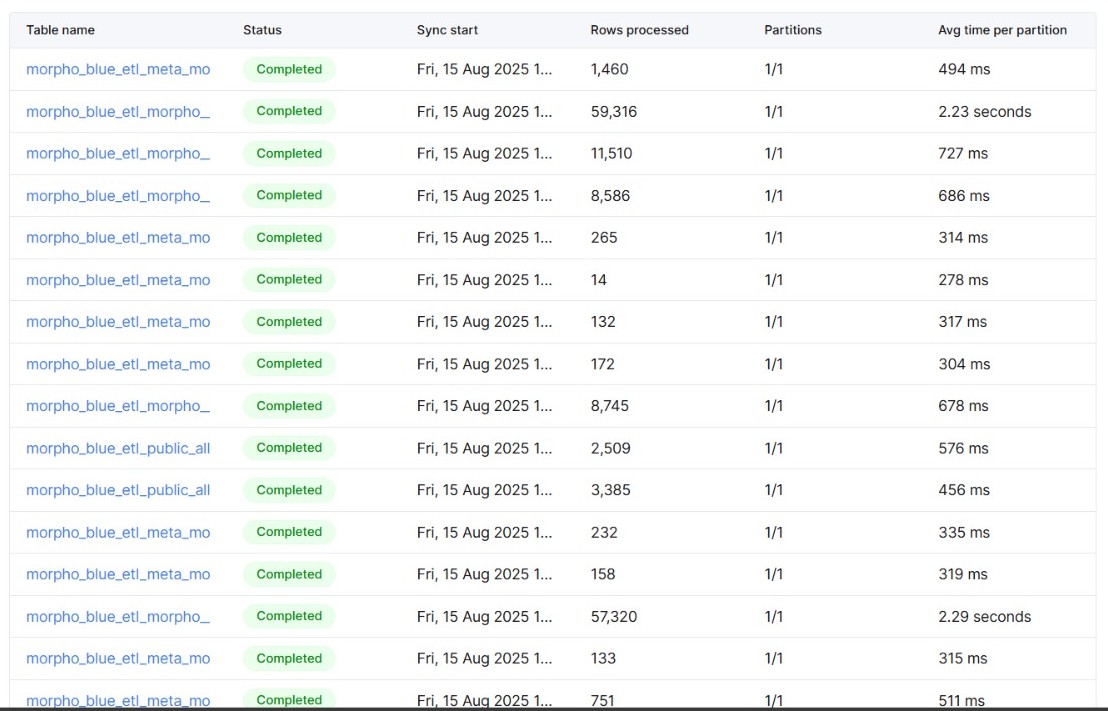 Table name Status Sync start Rows processed Partitions Avg time per partition
morpho_blue_etl_meta_mo Completed Fri, 15 Aug 2025 1... 1,460 1/1 494 ms
morpho_blue_etl_morpho_ Completed Fri, 15 Aug 2025 1... 59,316 1/1 2.23 seconds
morpho_blue_etl_morpho_ Completed Fri, 15 Aug 2025 1... 11,510 1/1 727 ms
morpho_blue_etl_morpho_ Completed Fri, 15 Aug 2025 1... 8,586 1/1 686 ms
morpho_blue_etl_meta_mo Completed Fri, 15 Aug 2025 1... 265 1/1 314 ms
morpho_blue_etl_meta_mo Completed Fri, 15 Aug 2025 1... 14 1/1 278 ms
morpho_blue_etl_meta_mo Completed Fri, 15 Aug 2025 1... 132 1/1 317 ms
morpho_blue_etl_meta_mo Completed Fri, 15 Aug 2025 1... 172 1/1 304 ms
morpho_blue_etl_morpho_ Completed Fri, 15 Aug 2025 1... 8,745 1/1 678 ms
morpho_blue_etl_public_all Completed Fri, 15 Aug 2025 1... 2,509 1/1 576 ms
morpho_blue_etl_public_all Completed Fri, 15 Aug 2025 1... 3,385 1/1 456 ms
morpho_blue_etl_meta_mo Completed Fri, 15 Aug 2025 1... 232 1/1 335 ms
morpho_blue_etl_meta_mo Completed Fri, 15 Aug 2025 1... 158 1/1 319 ms
morpho_blue_etl_morpho_ Completed Fri, 15 Aug 2025 1... 57,320 1/1 2.29 seconds
morpho_blue_etl_meta_mo Completed Fri, 15 Aug 2025 1... 133 1/1 315 ms
morpho_blue_etl_meta_mo Completed Fri, 15 Aug 2025 1... 751 1/1 511 ms